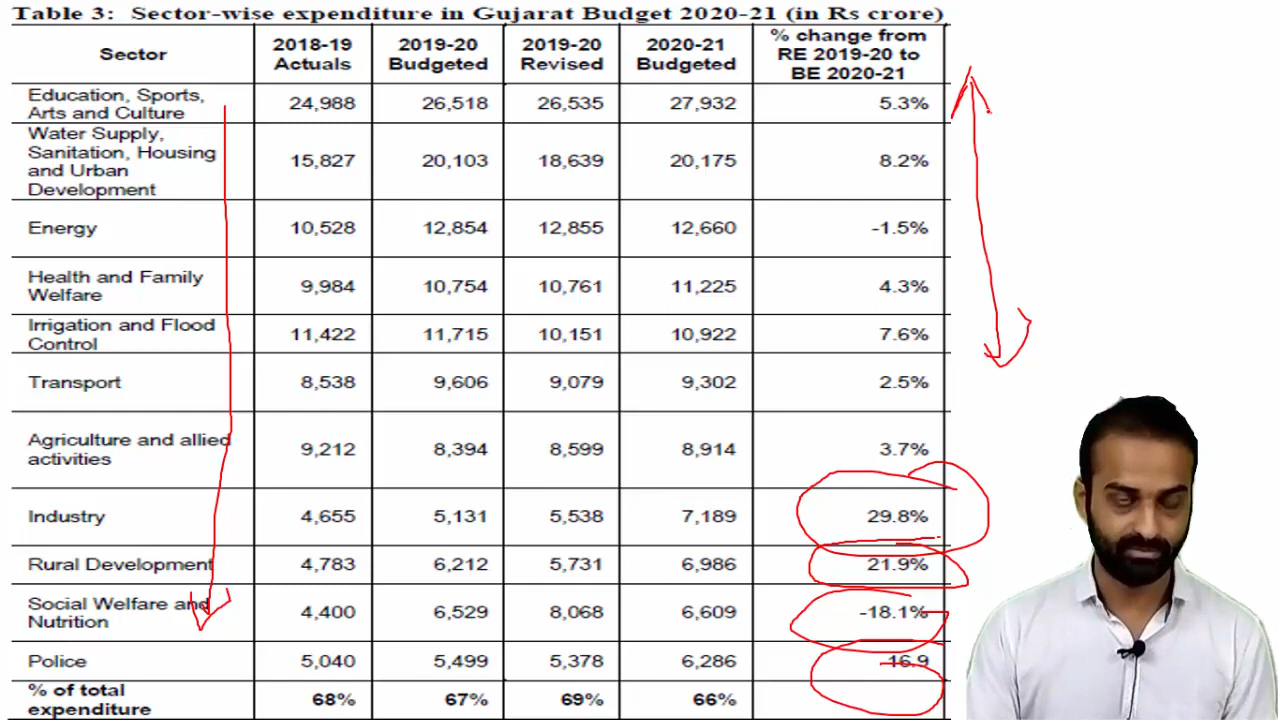 Table 3: Sector-wise expenditure in Gujarat Budget 2020-21 (in Rs crore)
Sector 2018-19 Actuals 2019-20 Budgeted 2019-20 Revised 2020-21 Budgeted % change from RE 2019-20 to BE 2020-21
Education, Sports, Arts and Culture 24,988 26,518 26,535 27,932 5.3%
Water Supply, Sanitation, Housing and Urban Development 15,827 20,103 18,639 20,175 8.2%
Energy 10,528 12,854 12,855 12,660 -1.5%
Health and Family Welfare 9,984 10,754 10,761 11,225 4.3%
Irrigation and Flood Control 11,422 11,715 10,151 10,922 7.6%
Transport 8,538 9,606 9,079 9,302 2.5%
Agriculture and allied activities 9,212 8,394 8,599 8,914 3.7%
Industry 4,655 5,131 5,538 7,189 29.8%
Rural Development 4,783 6,212 5,731 6,986 21.9%
Social Welfare and Nutrition 4,400 6,529 8,068 6,609 -18.1%
Police 5,040 5,499 5,378 6,286 16.9
% of total expenditure 68% 67% 69% 66%